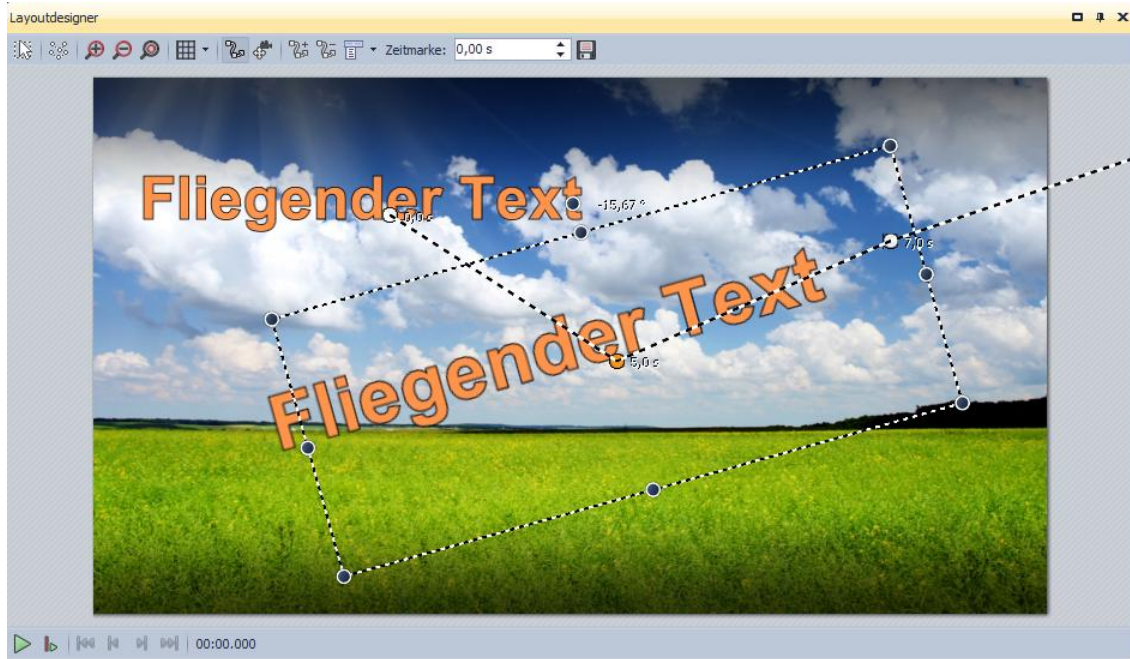 Layoutdesigner
Zeitmarke: 0,00 s
Fliegender Text
0,0 s
-15,67 °
7,0 s
Fliegender Text
5,0 s
00:00.000